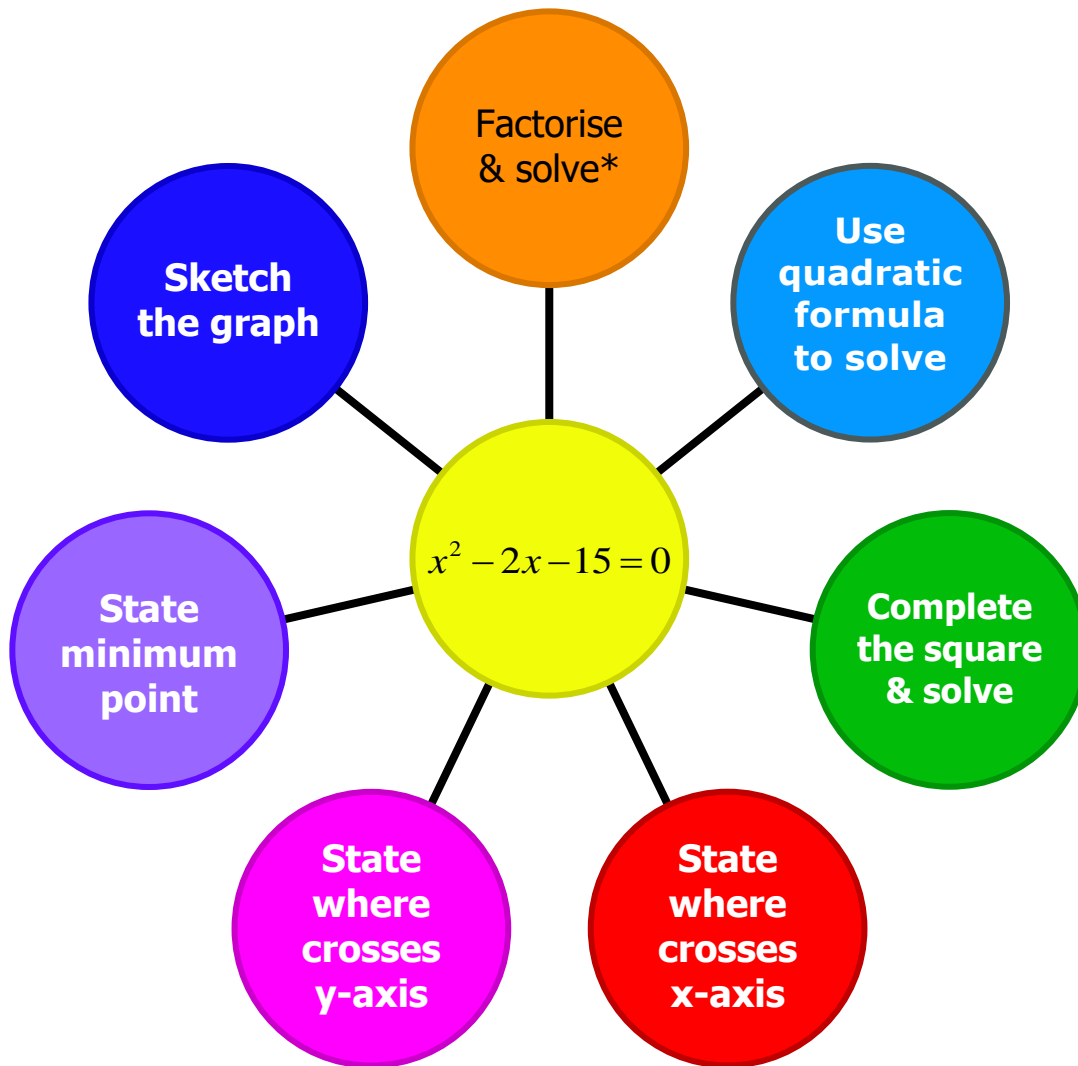 Factorise
& solve*
Use
quadratic
formula
to solve
Complete
the square
& solve
State
where
crosses
x-axis
State
where
crosses
y-axis
State
minimum
point
Sketch
the graph
x² − 2x − 15 = 0